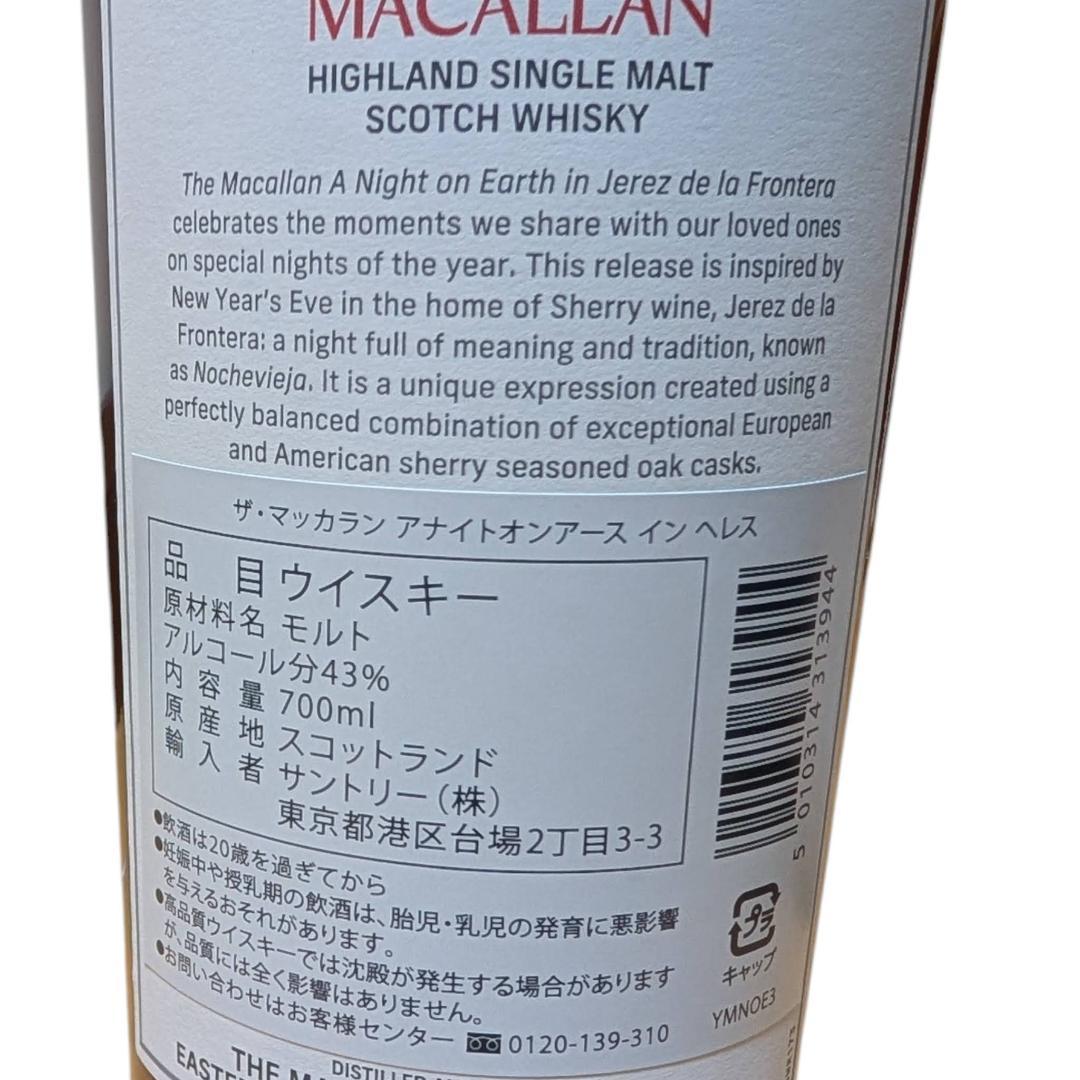 MACALLAN
HIGHLAND SINGLE MALT
SCOTCH WHISKY
The Macallan A Night on Earth in Jerez de la Frontera
celebrates the moments we share with our loved ones
on special nights of the year. This release is inspired by
New Year's Eve in the home of Sherry wine, Jerez de la
Frontera: a night full of meaning and tradition, known
as Nochevieja. It is a unique expression created using a
perfectly balanced combination of exceptional European
and American sherry seasoned oak casks.
ザ・マッカラン アナイトオンアース イン ヘレス
品目 ウイスキー
原材料名 モルト
アルコール分43%
内容量 700ml
原産地 スコットランド
輸入者 サントリー(株)
東京都港区台場2丁目3-3
5 010314 313944
●飲酒は20歳を過ぎてから
●妊娠中や授乳期の飲酒は、胎児・乳児の発育に悪影響
を与えるおそれがあります。
●高品質ウイスキーでは沈殿が発生する場合があります
が、品質には全く影響はありません。
●お問い合わせはお客様センター 0120-139-310
プラ
キャップ
YMNOE3
THE